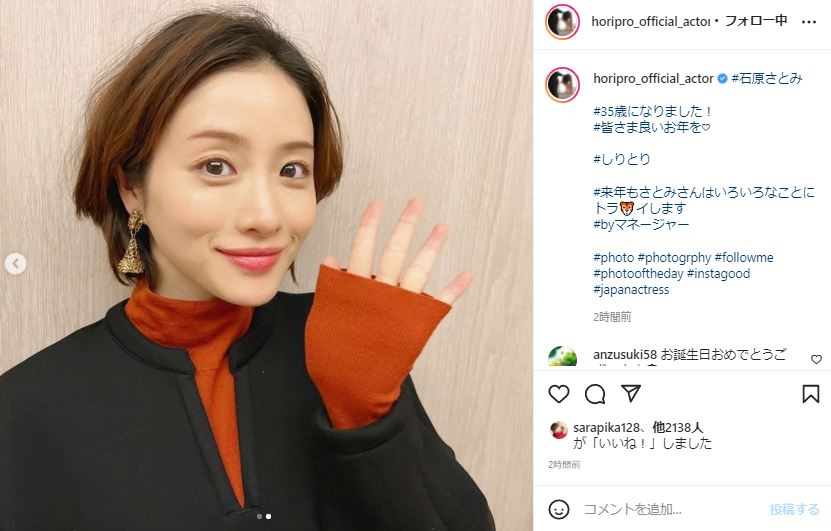 horipro_official_actor • フォロー中 •••
horipro_official_actor #石原さとみ
#35歳になりました！
#皆さま良いお年を♡
#しりとり
#来年もさとみさんはいろいろなことに
トラ🐯イします
#byマネージャー
#photo #photogrphy #followme
#photooftheday #instagood
#japanactress
2時間前
anzusuki58 お誕生日おめでとうご
sarapika128、他2138人
が「いいね！」しました
2時間前
コメントを追加... 投稿する